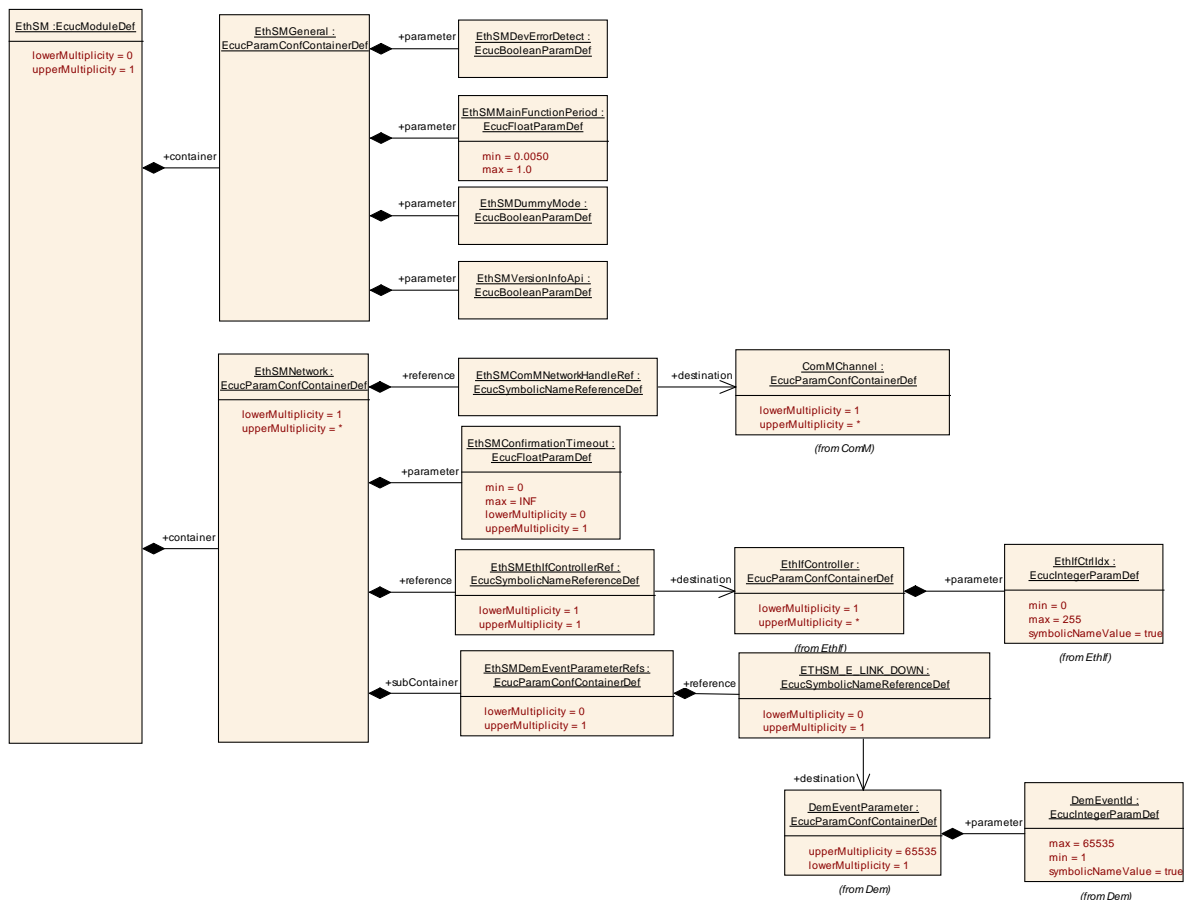 EthSM :EcucModuleDef
lowerMultiplicity = 0
upperMultiplicity = 1
+container
EthSMGeneral :
EcucParamConfContainerDef
+parameter
EthSMDevErrorDetect :
EcucBooleanParamDef
+parameter
EthSMMainFunctionPeriod :
EcucFloatParamDef
min = 0.0050
max = 1.0
+parameter
EthSMDummyMode :
EcucBooleanParamDef
+parameter
EthSMVersionInfoApi :
EcucBooleanParamDef
+container
EthSMNetwork :
EcucParamConfContainerDef
lowerMultiplicity = 1
upperMultiplicity = *
+reference
EthSMComMNetworkHandleRef :
EcucSymbolicNameReferenceDef
+destination
ComMChannel :
EcucParamConfContainerDef
lowerMultiplicity = 1
upperMultiplicity = *
(from ComM)
+parameter
EthSMConfirmationTimeout :
EcucFloatParamDef
min = 0
max = INF
lowerMultiplicity = 0
upperMultiplicity = 1
+reference
EthSMEthIfControllerRef :
EcucSymbolicNameReferenceDef
lowerMultiplicity = 1
upperMultiplicity = 1
+destination
EthIfController :
EcucParamConfContainerDef
lowerMultiplicity = 1
upperMultiplicity = *
(from EthIf)
+parameter
EthIfCtrlIdx :
EcucIntegerParamDef
min = 0
max = 255
symbolicNameValue = true
(from EthIf)
+subContainer
EthSMDemEventParameterRefs :
EcucParamConfContainerDef
lowerMultiplicity = 0
upperMultiplicity = 1
+reference
ETHSM_E_LINK_DOWN :
EcucSymbolicNameReferenceDef
lowerMultiplicity = 0
upperMultiplicity = 1
+destination
DemEventParameter :
EcucParamConfContainerDef
upperMultiplicity = 65535
lowerMultiplicity = 1
(from Dem)
+parameter
DemEventId :
EcucIntegerParamDef
max = 65535
min = 1
symbolicNameValue = true
(from Dem)